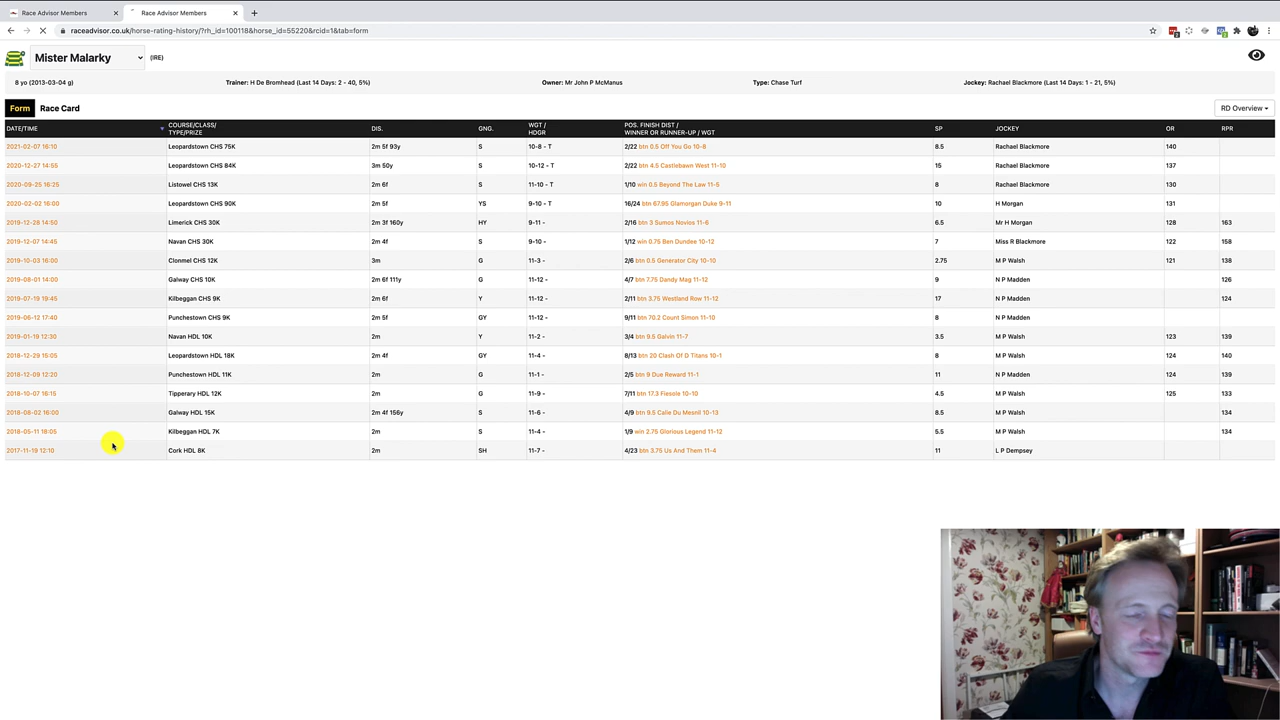 Race Advisor Members
Race Advisor Members
raceadvisor.co.uk/horse-rating-history/?rh_id=100118&horse_id=55220&rcid=1&tab=form
Mister Malarky (IRE)
8 yo (2013-03-04 g) Trainer: H De Bromhead (Last 14 Days: 2 - 40, 5%) Owner: Mr John P McManus Type: Chase Turf Jockey: Rachael Blackmore (Last 14 Days: 1 - 21, 5%)
Form Race Card RD Overview
DATE/TIME COURSE/CLASS/ TYPE/PRIZE DIS. GNG. WGT / HDGR POS. FINISH DIST / WINNER OR RUNNER-UP / WGT SP JOCKEY OR RPR
2021-02-07 16:10 Leopardstown CHS 75K 2m 5f 93y S 10-8 - T 2/22 btn 0.5 Off You Go 10-8 8.5 Rachael Blackmore 140
2020-12-27 14:55 Leopardstown CHS 84K 3m 50y S 10-12 - T 2/22 btn 4.5 Castlebawn West 11-10 15 Rachael Blackmore 137
2020-09-25 16:25 Listowel CHS 13K 2m 6f S 11-10 - T 1/10 win 0.5 Beyond The Law 11-5 8 Rachael Blackmore 130
2020-02-02 16:00 Leopardstown CHS 90K 2m 5f YS 9-10 - T 16/24 btn 67.95 Glamorgan Duke 9-11 10 H Morgan 131
2019-12-28 14:50 Limerick CHS 30K 2m 3f 160y HY 9-11 - 2/16 btn 3 Sumos Novios 11-6 6.5 Mr H Morgan 128 163
2019-12-07 14:45 Navan CHS 30K 2m 4f S 9-10 - 1/12 win 0.75 Ben Dundee 10-12 7 Miss R Blackmore 122 158
2019-10-03 16:00 Clonmel CHS 12K 3m G 11-3 - 2/6 btn 0.5 Generator City 10-10 2.75 M P Walsh 121 138
2019-08-01 14:00 Galway CHS 10K 2m 6f 111y G 11-12 - 4/7 btn 7.75 Dandy Mag 11-12 9 N P Madden 126
2019-07-19 19:45 Kilbeggan CHS 9K 2m 6f Y 11-12 - 2/11 btn 3.75 Westland Row 11-12 17 N P Madden 124
2019-06-12 17:40 Punchestown CHS 9K 2m 5f GY 11-12 - 9/11 btn 70.2 Count Simon 11-10 8 N P Madden
2019-01-19 12:30 Navan HDL 10K 2m Y 11-2 - 3/4 btn 9.5 Galvin 11-7 3.5 M P Walsh 123 139
2018-12-29 15:05 Leopardstown HDL 18K 2m 4f GY 11-4 - 8/13 btn 20 Clash Of D Titans 10-1 8 M P Walsh 124 140
2018-12-09 12:20 Punchestown HDL 11K 2m G 11-1 - 2/5 btn 9 Due Reward 11-1 11 N P Madden 124 139
2018-10-07 16:15 Tipperary HDL 12K 2m G 11-9 - 7/11 btn 17.3 Fiesole 10-10 4.5 M P Walsh 125 133
2018-08-02 16:00 Galway HDL 15K 2m 4f 156y S 11-6 - 4/9 btn 9.5 Calle Du Mesnil 10-13 8.5 M P Walsh 134
2018-05-11 18:05 Kilbeggan HDL 7K 2m S 11-4 - 1/9 win 2.75 Glorious Legend 11-12 5.5 M P Walsh 134
2017-11-19 12:10 Cork HDL 8K 2m SH 11-7 - 4/23 btn 3.75 Us And Them 11-4 11 L P Dempsey